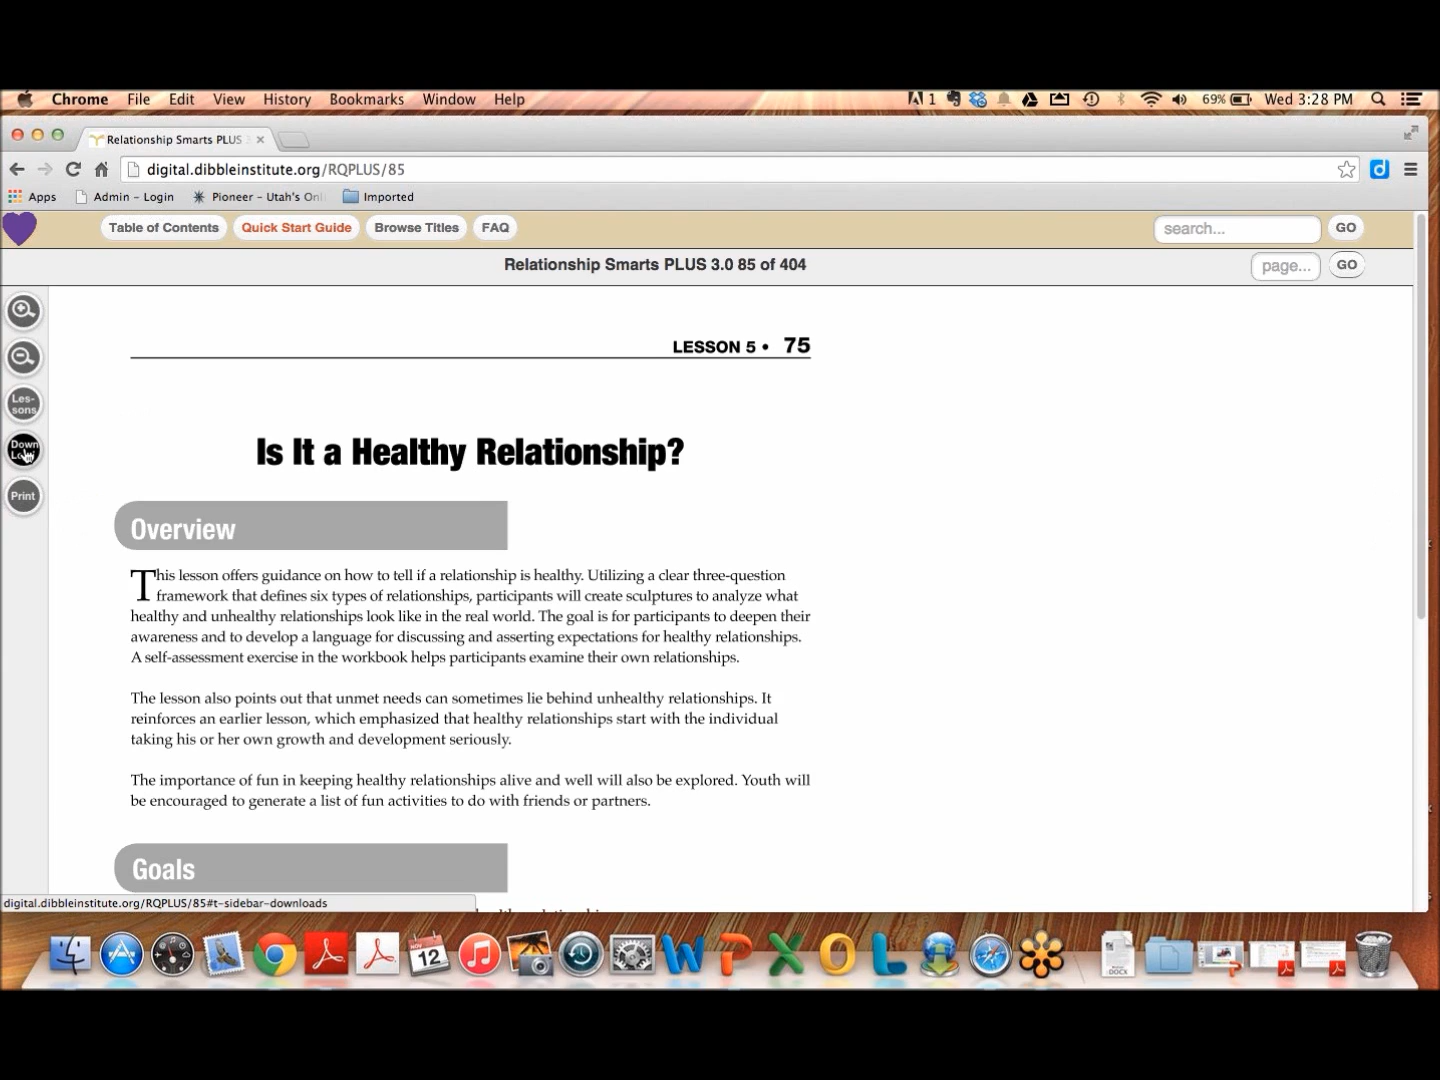 Chrome File Edit View History Bookmarks Window Help 1 69% Wed 3:28 PM
Relationship Smarts PLUS
digital.dibbleinstitute.org/RQPLUS/85
Apps Admin - Login Pioneer - Utah's Onl Imported
Table of Contents Quick Start Guide Browse Titles FAQ search... GO
Relationship Smarts PLUS 3.0 85 of 404 page... GO
LESSON 5 • 75
Les-
sons
Down
Print
Is It a Healthy Relationship?
Overview
This lesson offers guidance on how to tell if a relationship is healthy. Utilizing a clear three-question
framework that defines six types of relationships, participants will create sculptures to analyze what
healthy and unhealthy relationships look like in the real world. The goal is for participants to deepen their
awareness and to develop a language for discussing and asserting expectations for healthy relationships.
A self-assessment exercise in the workbook helps participants examine their own relationships.
The lesson also points out that unmet needs can sometimes lie behind unhealthy relationships. It
reinforces an earlier lesson, which emphasized that healthy relationships start with the individual
taking his or her own growth and development seriously.
The importance of fun in keeping healthy relationships alive and well will also be explored. Youth will
be encouraged to generate a list of fun activities to do with friends or partners.
Goals
digital.dibbleinstitute.org/RQPLUS/85#t-sidebar-downloads
NOV
12
W P X O L
.DOCX